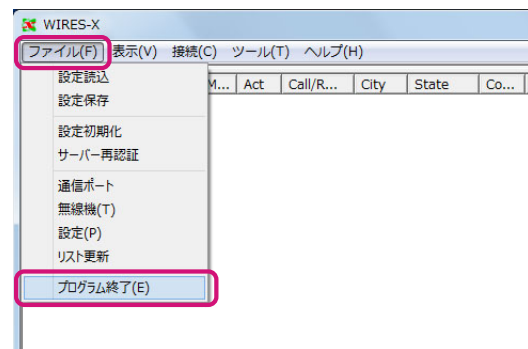 WIRES-X
ファイル(F) 表示(V) 接続(C) ツール(T) ヘルプ(H)
M... Act Call/R... City State Co...
設定読込
設定保存
設定初期化
サーバー再認証
通信ポート
無線機(T)
設定(P)
リスト更新
プログラム終了(E)